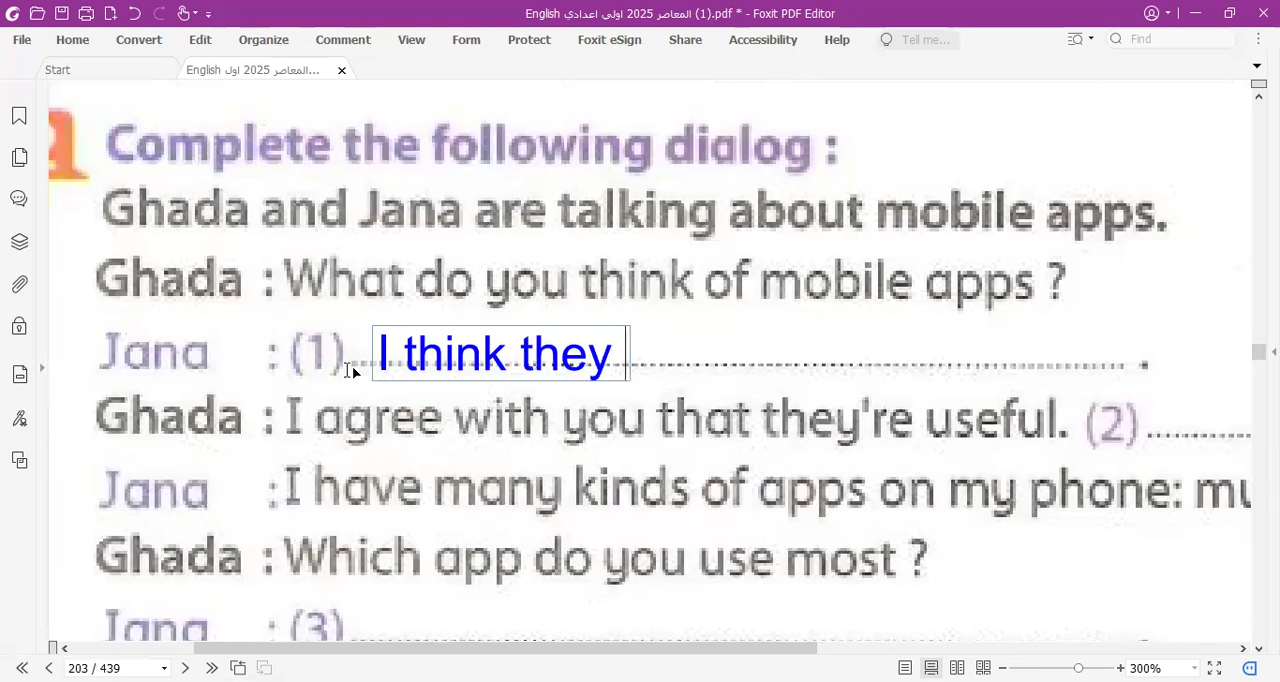 English المعاصر 2025 اولي اعدادي (1).pdf * - Foxit PDF Editor
File Home Convert Edit Organize Comment View Form Protect Foxit eSign Share Accessibility Help Tell me... Find
Start English المعاصر 2025 اول...
Complete the following dialog :
Ghada and Jana are talking about mobile apps.
Ghada : What do you think of mobile apps ?
Jana : (1) I think they .
Ghada : I agree with you that they're useful. (2)
Jana : I have many kinds of apps on my phone: mu
Ghada : Which app do you use most ?
Jana : (3)
203 / 439 300%